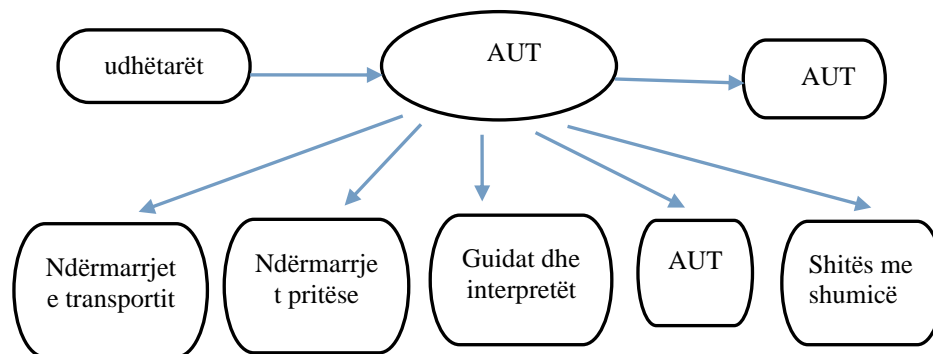 udhëtarët
AUT
AUT
Ndërmarrjet
e transportit
Ndërmarrje
t pritëse
Guidat dhe
interpretët
AUT
Shitës me
shumicë